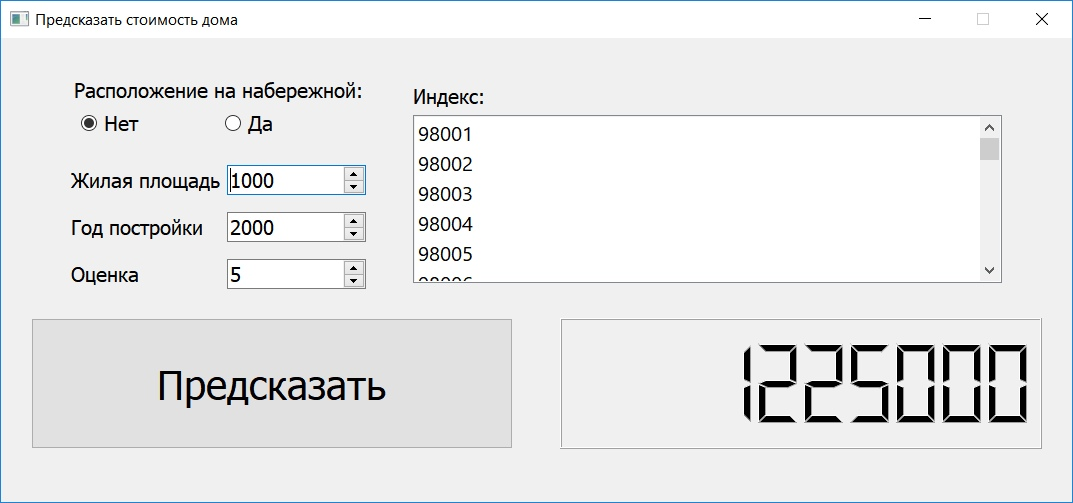 Предсказать стоимость дома
Расположение на набережной:
Нет
Да
Жилая площадь 1000
Год постройки 2000
Оценка 5
Индекс:
98001
98002
98003
98004
98005
Предсказать
1225000